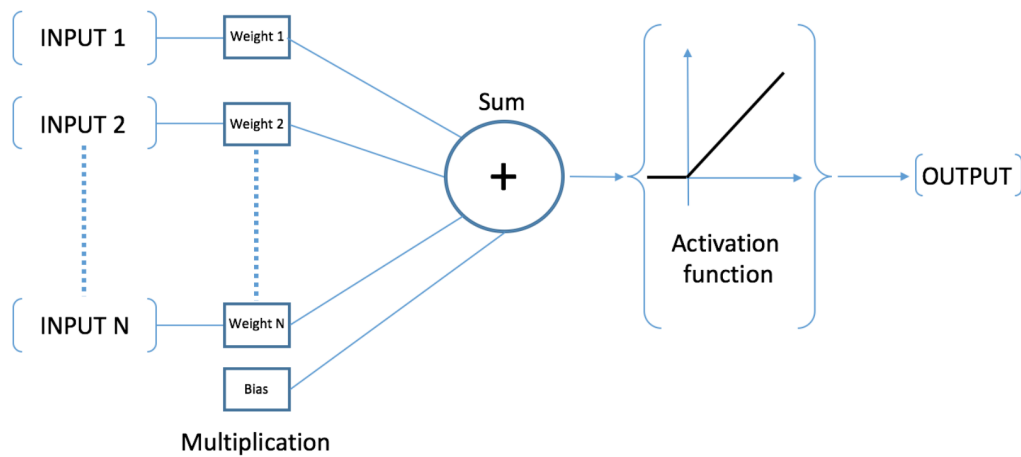 INPUT 1
Weight 1
INPUT 2
Weight 2
Sum
+
OUTPUT
Activation
function
INPUT N
Weight N
Bias
Multiplication